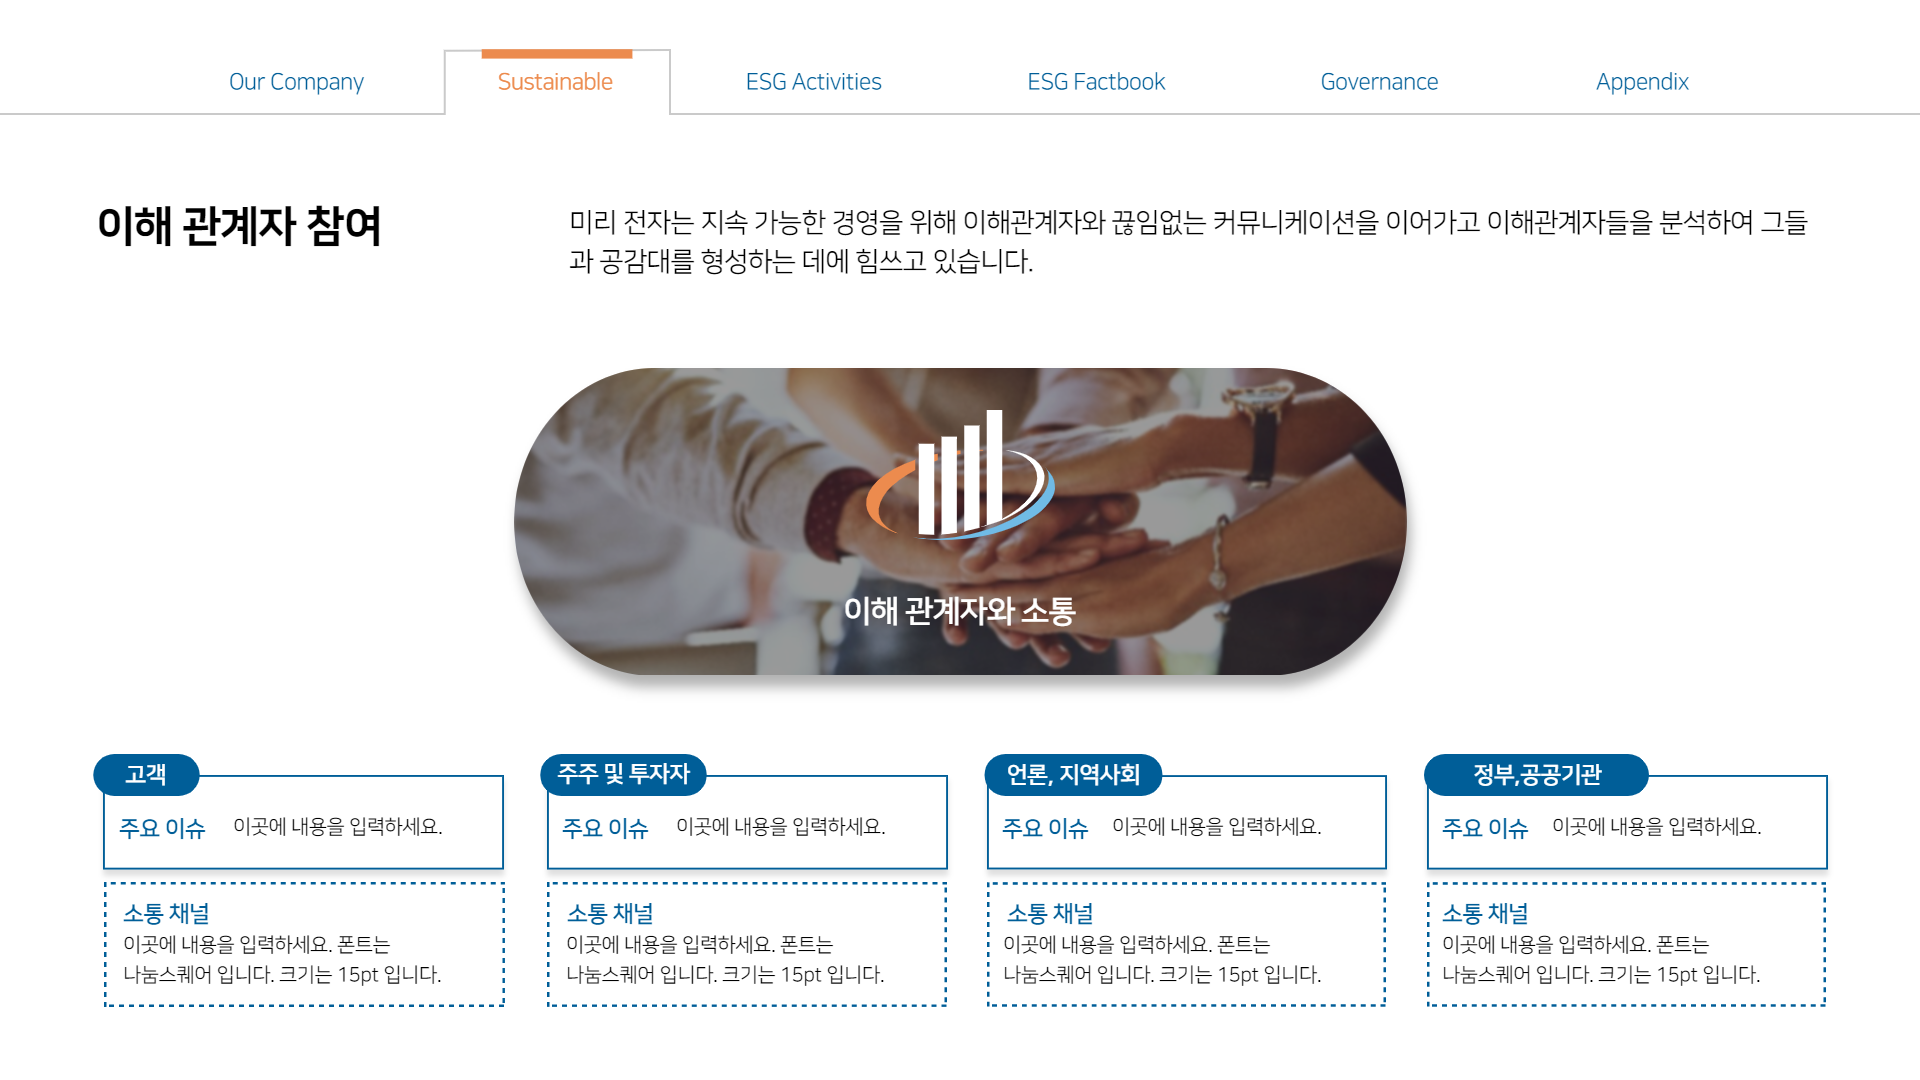 Our Company
Sustainable
ESG Activities
ESG Factbook
Governance
Appendix
이해 관계자 참여
미리 전자는 지속 가능한 경영을 위해 이해관계자와 끊임없는 커뮤니케이션을 이어가고 이해관계자들을 분석하여 그들
과 공감대를 형성하는 데에 힘쓰고 있습니다.
이해 관계자와 소통
고객
주요 이슈 이곳에 내용을 입력하세요.
소통 채널
이곳에 내용을 입력하세요. 폰트는
나눔스퀘어 입니다. 크기는 15pt 입니다.
주주 및 투자자
주요 이슈 이곳에 내용을 입력하세요.
소통 채널
이곳에 내용을 입력하세요. 폰트는
나눔스퀘어 입니다. 크기는 15pt 입니다.
언론, 지역사회
주요 이슈 이곳에 내용을 입력하세요.
소통 채널
이곳에 내용을 입력하세요. 폰트는
나눔스퀘어 입니다. 크기는 15pt 입니다.
정부,공공기관
주요 이슈 이곳에 내용을 입력하세요.
소통 채널
이곳에 내용을 입력하세요. 폰트는
나눔스퀘어 입니다. 크기는 15pt 입니다.